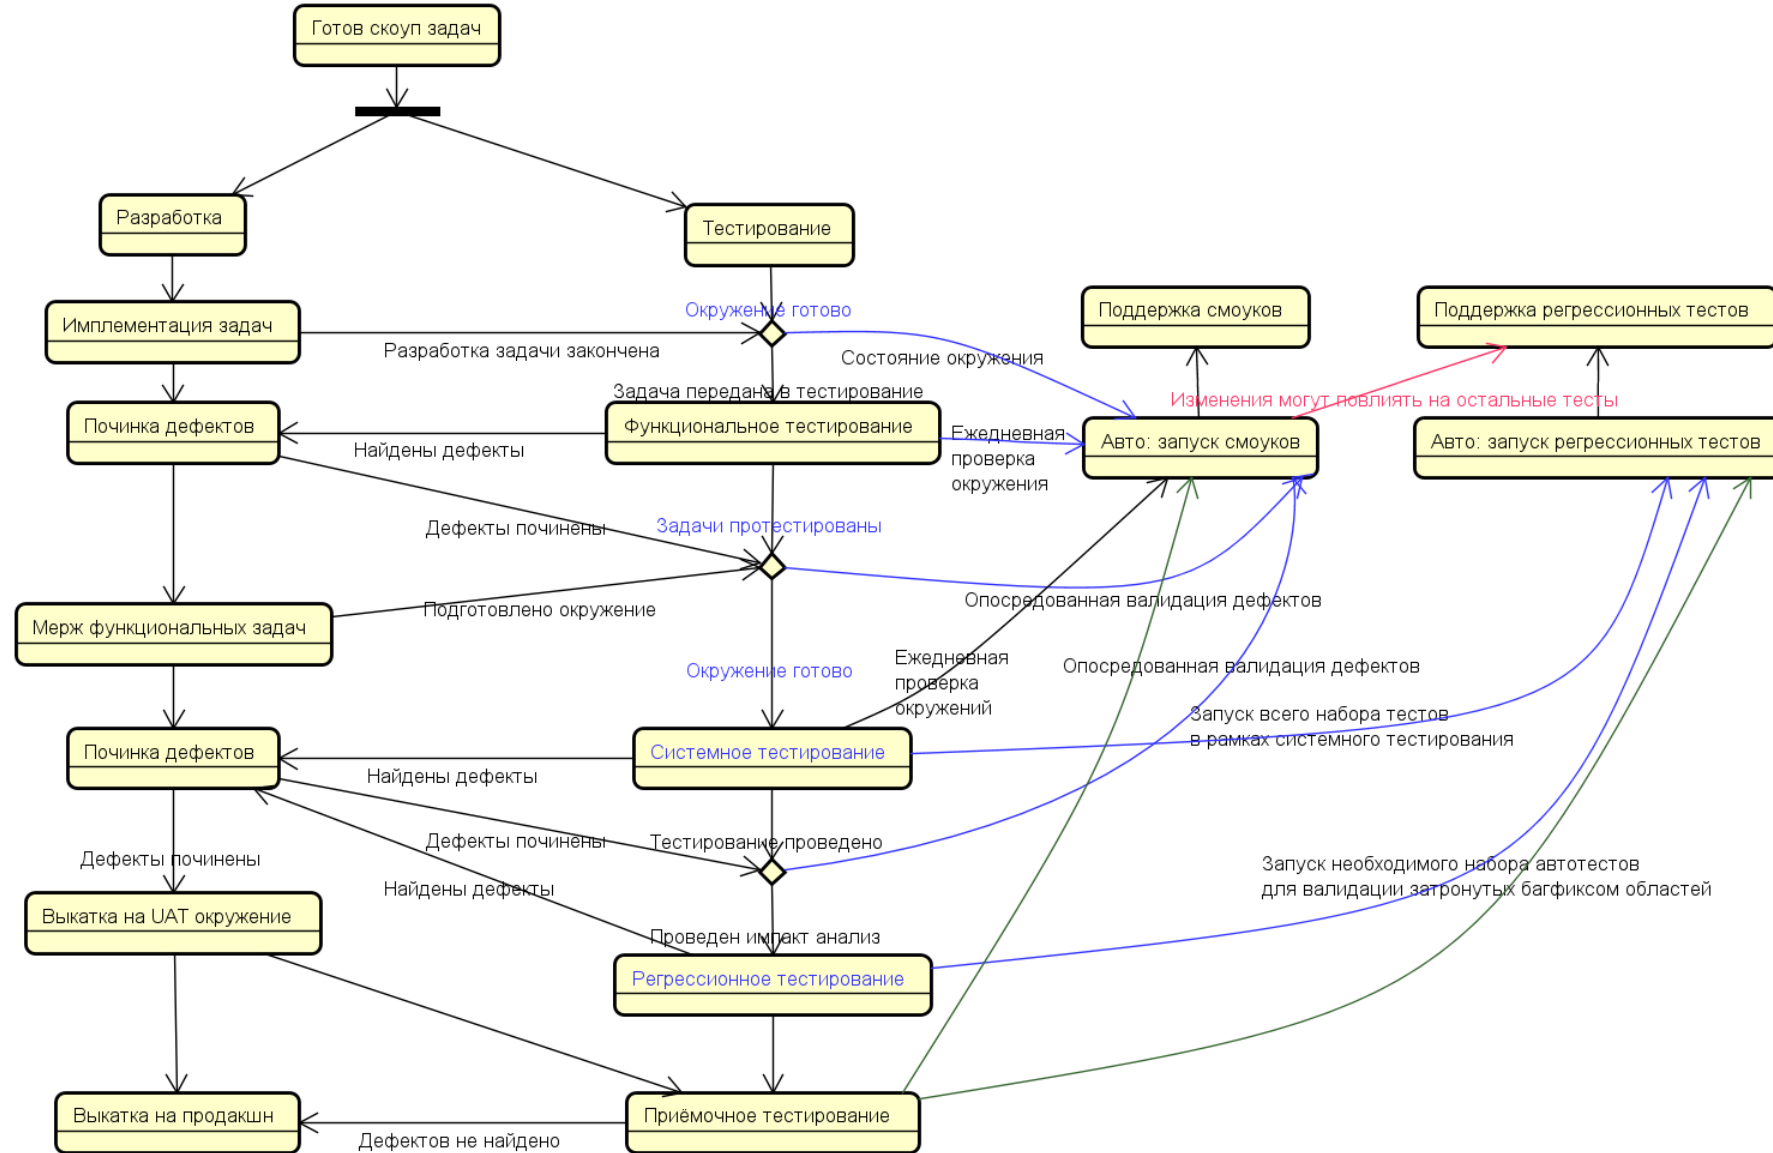 Готов скоуп задач
Разработка
Тестирование
Окружение готово
Поддержка смоуков
Поддержка регрессионных тестов
Имплементация задач
Разработка задачи закончена
Состояние окружения
Задача передана в тестирование
Изменения могут повлиять на остальные тесты
Починка дефектов
Найдены дефекты
Функциональное тестирование
Ежедневная
проверка
окружения
Авто: запуск смоуков
Авто: запуск регрессионных тестов
Дефекты починены
Задачи протестированы
Подготовлено окружение
Опосредованная валидация дефектов
Мерж функциональных задач
Окружение готово
Ежедневная
проверка
окружений
Опосредованная валидация дефектов
Запуск всего набора тестов
в рамках системного тестирования
Починка дефектов
Найдены дефекты
Системное тестирование
Дефекты починены
Тестирование проведено
Дефекты починены
Найдены дефекты
Запуск необходимого набора автотестов
для валидации затронутых багфиксом областей
Выкатка на UAT окружение
Проведен импакт анализ
Регрессионное тестирование
Выкатка на продакшн
Дефектов не найдено
Приёмочное тестирование